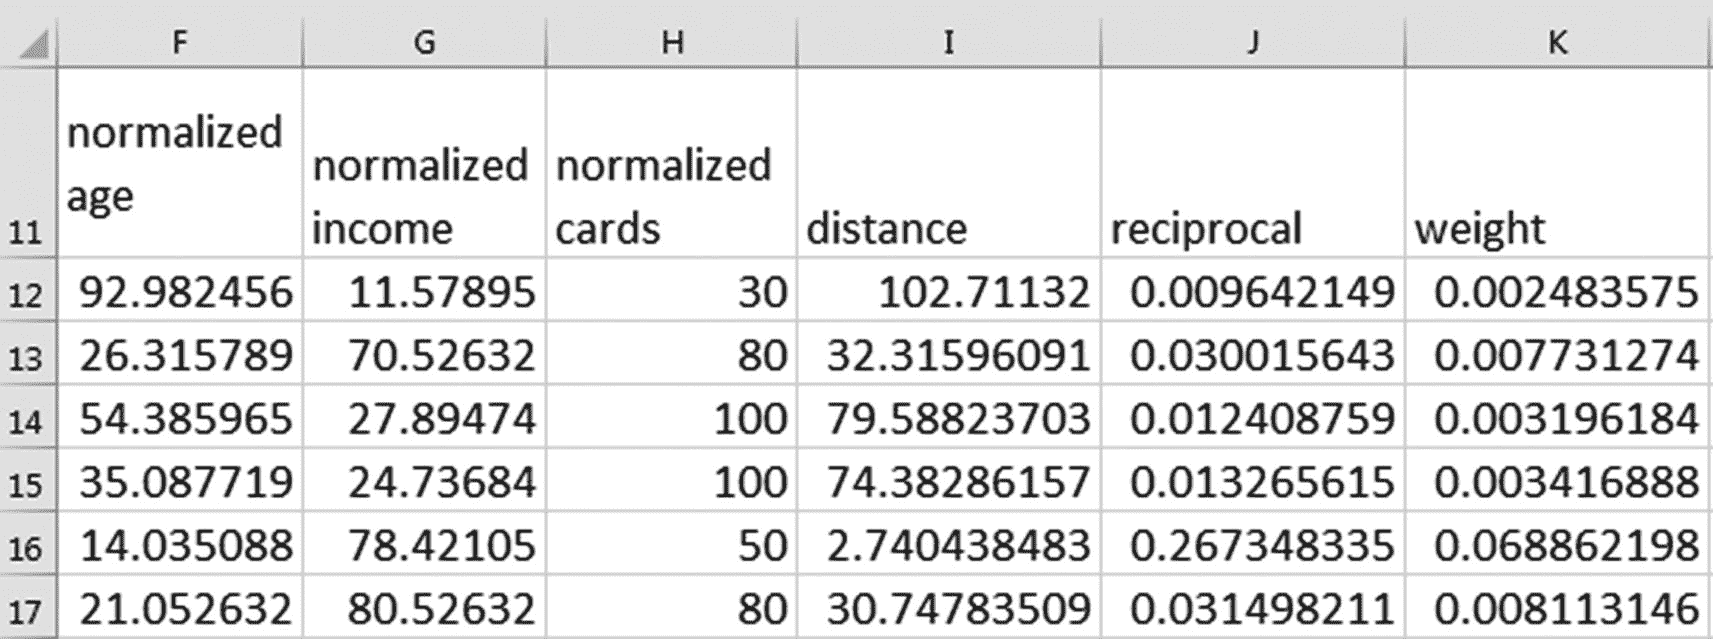 F G H I J K
11 normalized age normalized income normalized cards distance reciprocal weight
12 92.982456 11.57895 30 102.71132 0.009642149 0.002483575
13 26.315789 70.52632 80 32.31596091 0.030015643 0.007731274
14 54.385965 27.89474 100 79.58823703 0.012408759 0.003196184
15 35.087719 24.73684 100 74.38286157 0.013265615 0.003416888
16 14.035088 78.42105 50 2.740438483 0.267348335 0.068862198
17 21.052632 80.52632 80 30.74783509 0.031498211 0.008113146